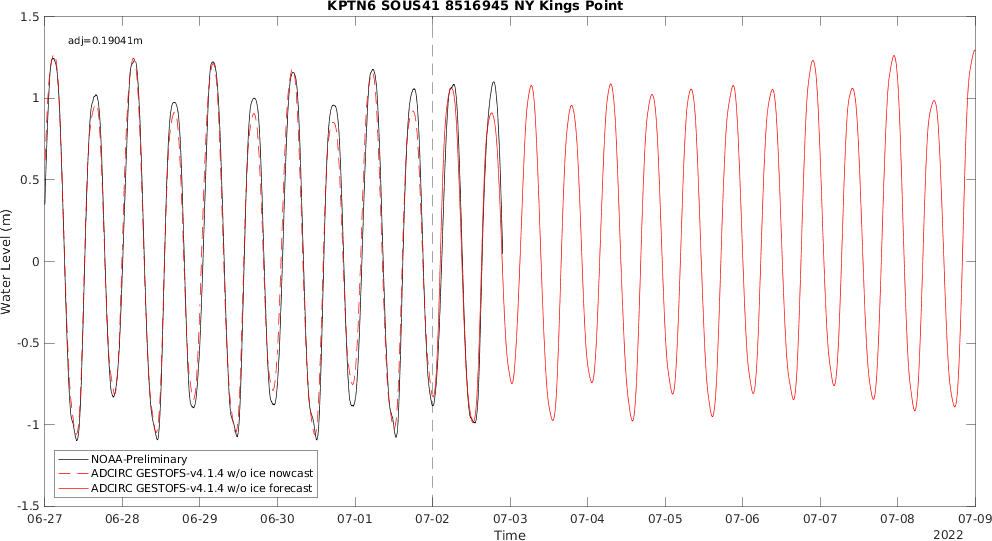 KPTN6 SOUS41 8516945 NY Kings Point
adj=0.19041m
1.5
1
0.5
0
-0.5
-1
-1.5
Water Level (m)
NOAA-Preliminary
ADCIRC GESTOFS-v4.1.4 w/o ice nowcast
ADCIRC GESTOFS-v4.1.4 w/o ice forecast
06-27 06-28 06-29 06-30 07-01 07-02 07-03 07-04 07-05 07-06 07-07 07-08 07-09
Time
2022